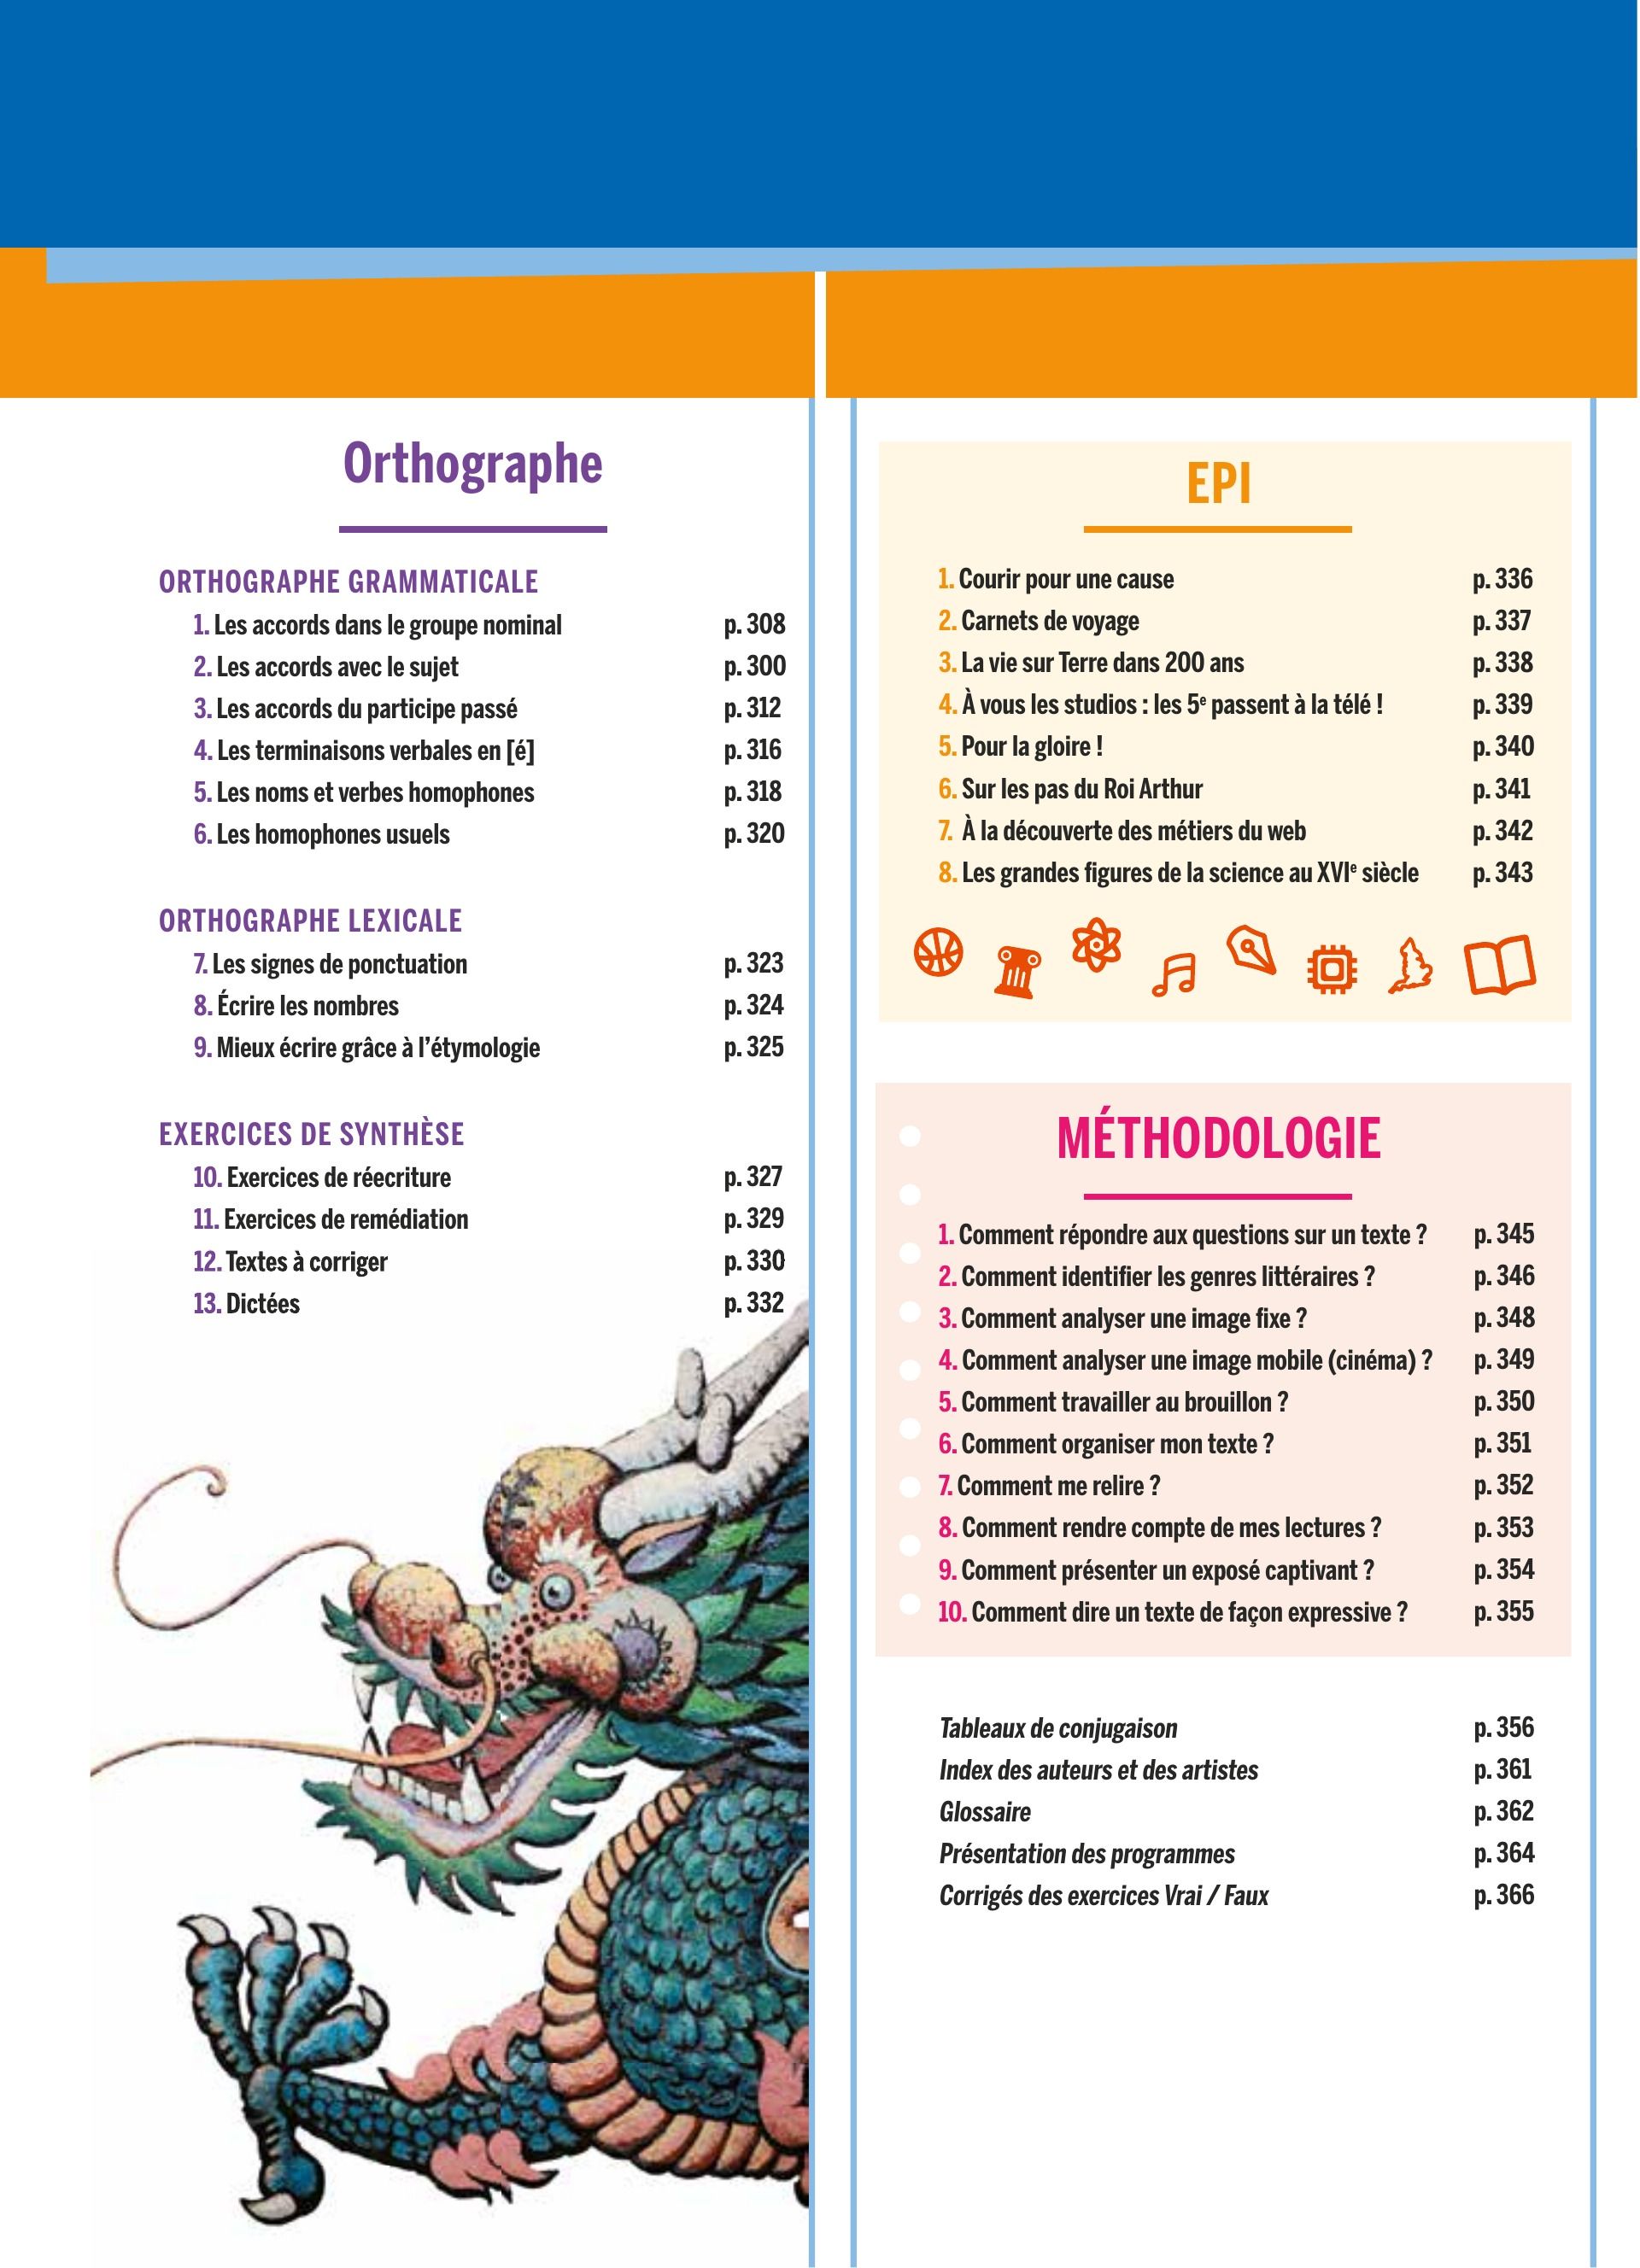 Orthographe
ORTHOGRAPHE GRAMMATICALE
1. Les accords dans le groupe nominal p. 308
2. Les accords avec le sujet p. 300
3. Les accords du participe passé p. 312
4. Les terminaisons verbales en [é] p. 316
5. Les noms et verbes homophones p. 318
6. Les homophones usuels p. 320
ORTHOGRAPHE LEXICALE
7. Les signes de ponctuation p. 323
8. Écrire les nombres p. 324
9. Mieux écrire grâce à l’étymologie p. 325
EXERCICES DE SYNTHÈSE
10. Exercices de réecriture p. 327
11. Exercices de remédiation p. 329
12. Textes à corriger p. 330
13. Dictées p. 332
EPI
1. Courir pour une cause p. 336
2. Carnets de voyage p. 337
3. La vie sur Terre dans 200 ans p. 338
4. À vous les studios : les 5e passent à la télé ! p. 339
5. Pour la gloire ! p. 340
6. Sur les pas du Roi Arthur p. 341
7. À la découverte des métiers du web p. 342
8. Les grandes figures de la science au XVIe siècle p. 343
MÉTHODOLOGIE
1. Comment répondre aux questions sur un texte ? p. 345
2. Comment identifier les genres littéraires ? p. 346
3. Comment analyser une image fixe ? p. 348
4. Comment analyser une image mobile (cinéma) ? p. 349
5. Comment travailler au brouillon ? p. 350
6. Comment organiser mon texte ? p. 351
7. Comment me relire ? p. 352
8. Comment rendre compte de mes lectures ? p. 353
9. Comment présenter un exposé captivant ? p. 354
10. Comment dire un texte de façon expressive ? p. 355
Tableaux de conjugaison p. 356
Index des auteurs et des artistes p. 361
Glossaire p. 362
Présentation des programmes p. 364
Corrigés des exercices Vrai / Faux p. 366